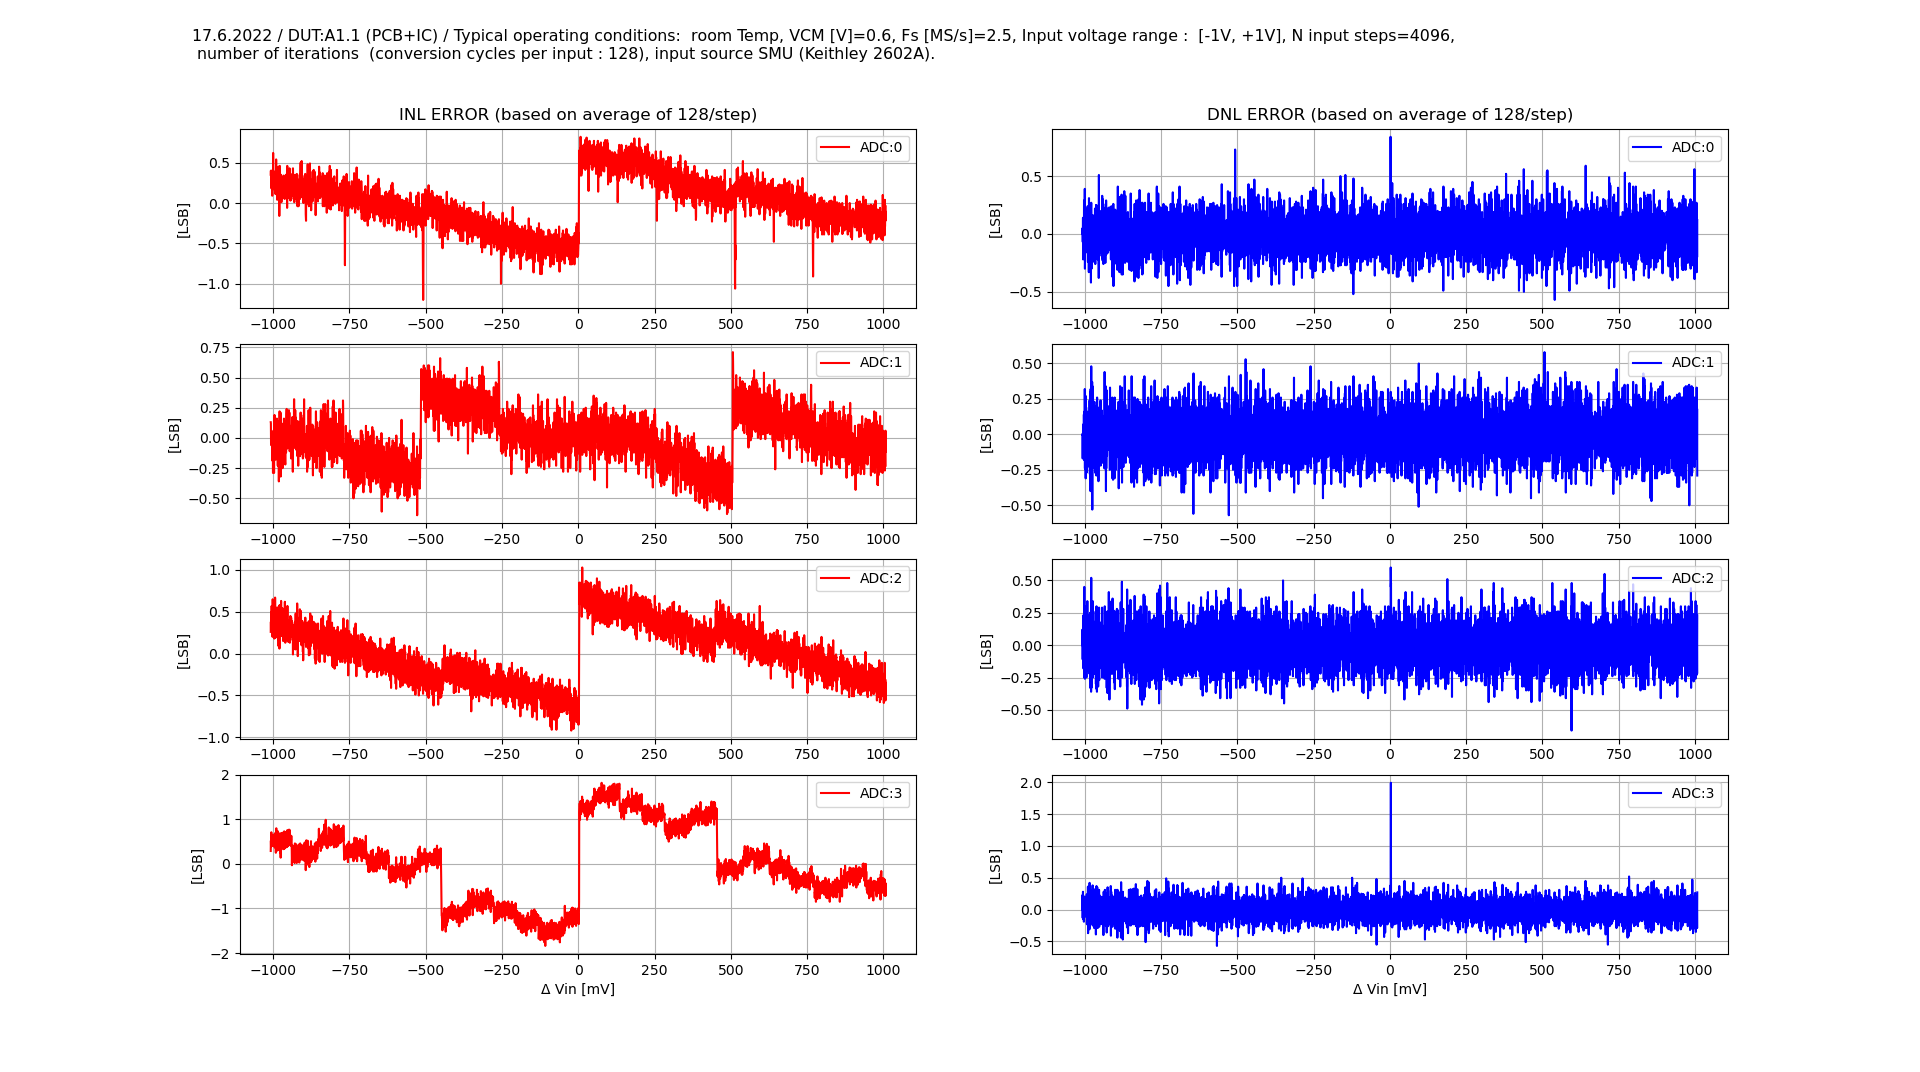 17.6.2022 / DUT:A1.1 (PCB+IC) / Typical operating conditions:  room Temp, VCM [V]=0.6, Fs [MS/s]=2.5, Input voltage range :  [-1V, +1V], N input steps=4096,
number of iterations  (conversion cycles per input : 128), input source SMU (Keithley 2602A).
INL ERROR (based on average of 128/step)
ADC:0
[LSB]
0.5
0.0
−0.5
−1.0
−1000 −750 −500 −250 0 250 500 750 1000
DNL ERROR (based on average of 128/step)
ADC:0
[LSB]
0.5
0.0
−0.5
−1000 −750 −500 −250 0 250 500 750 1000
ADC:1
[LSB]
0.75
0.50
0.25
0.00
−0.25
−0.50
−1000 −750 −500 −250 0 250 500 750 1000
ADC:1
[LSB]
0.50
0.25
0.00
−0.25
−0.50
−1000 −750 −500 −250 0 250 500 750 1000
ADC:2
[LSB]
1.0
0.5
0.0
−0.5
−1.0
−1000 −750 −500 −250 0 250 500 750 1000
ADC:2
[LSB]
0.50
0.25
0.00
−0.25
−0.50
−1000 −750 −500 −250 0 250 500 750 1000
ADC:3
[LSB]
2
1
0
−1
−2
−1000 −750 −500 −250 0 250 500 750 1000
Δ Vin [mV]
ADC:3
[LSB]
2.0
1.5
1.0
0.5
0.0
−0.5
−1000 −750 −500 −250 0 250 500 750 1000
Δ Vin [mV]